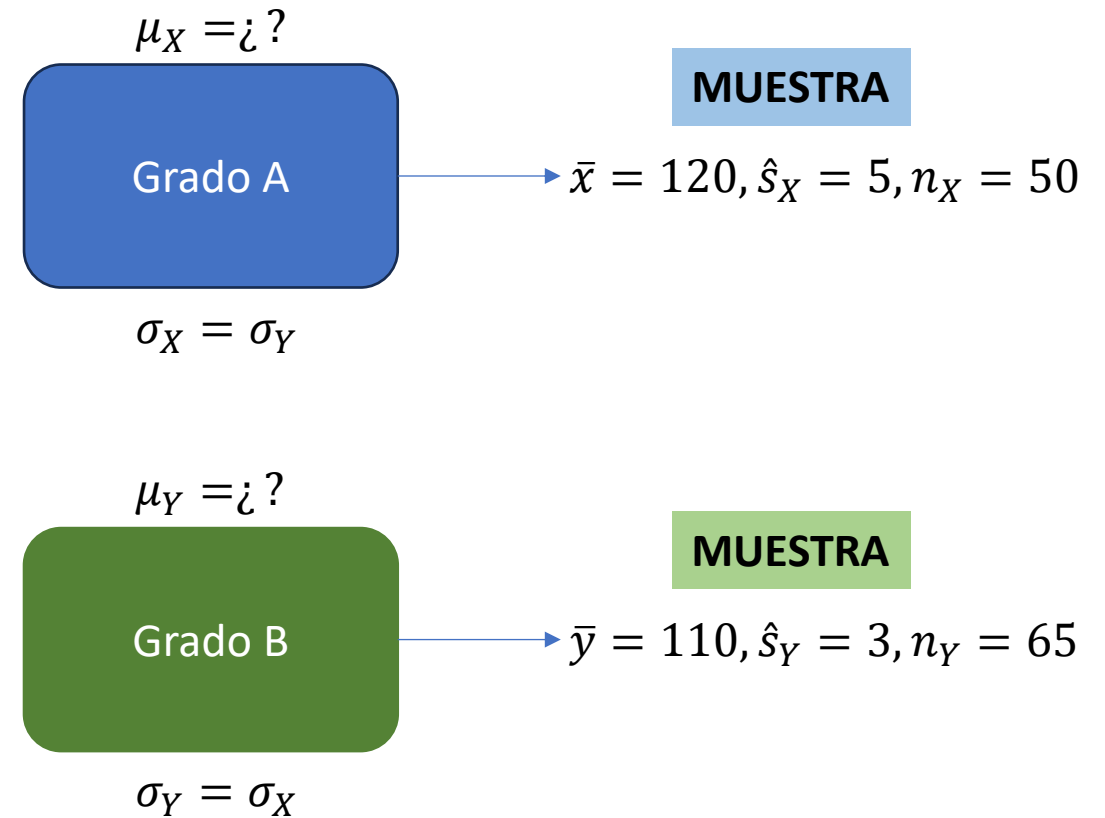 μ_X =¿ ?
MUESTRA
Grado A
x̄ = 120, ŝ_X = 5, n_X = 50
σ_X = σ_Y
μ_Y =¿ ?
MUESTRA
Grado B
ȳ = 110, ŝ_Y = 3, n_Y = 65
σ_Y = σ_X